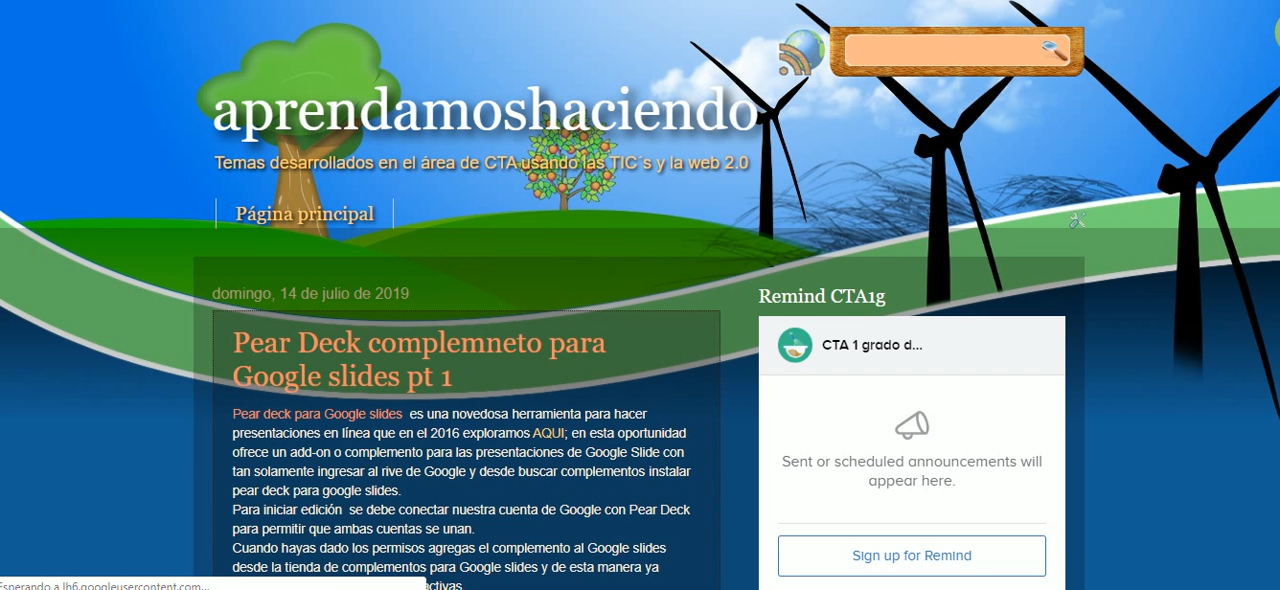 aprendamoshaciendo
Temas desarrollados en el área de CTA usando las TIC´s y la web 2.0
Página principal
domingo, 14 de julio de 2019
Pear Deck complemneto para
Google slides pt 1
Pear deck para Google slides es una novedosa herramienta para hacer
presentaciones en línea que en el 2016 exploramos AQUI; en esta oportunidad
ofrece un add-on o complemento para las presentaciones de Google Slide con
tan solamente ingresar al rive de Google y desde buscar complementos instalar
pear deck para google slides.
Para iniciar edición se debe conectar nuestra cuenta de Google con Pear Deck
para permitir que ambas cuentas se unan.
Cuando hayas dado los permisos agregas el complemento al Google slides
desde la tienda de complementos para Google slides y de esta manera ya
activas
Remind CTA1g
CTA 1 grado d...
Sent or scheduled announcements will
appear here.
Sign up for Remind
Esperando a lh6.googleusercontent.com...